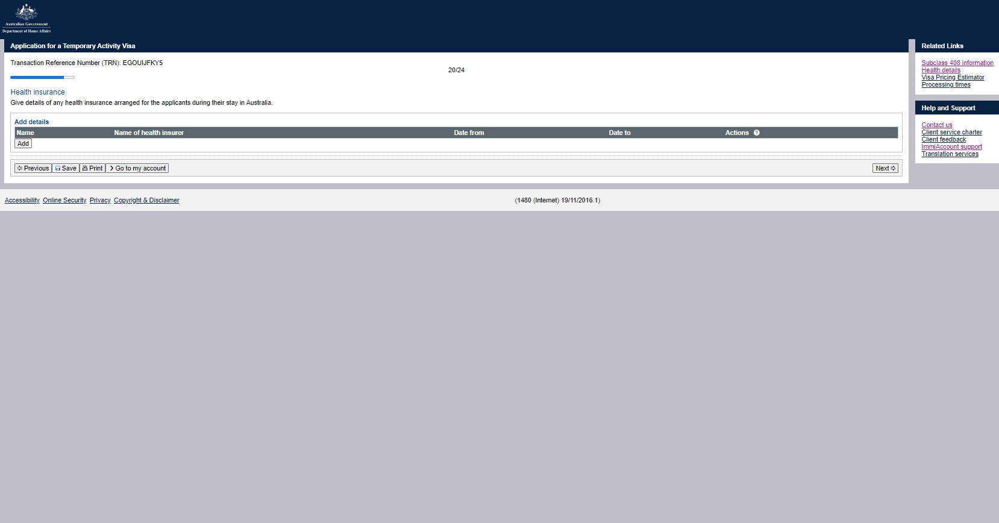 Australian Government
Department of Home Affairs
Application for a Temporary Activity Visa
Transaction Reference Number (TRN): EGOUIJFKY5
20/24
Health insurance
Give details of any health insurance arranged for the applicants during their stay in Australia.
Add details
Name Name of health insurer Date from Date to Actions ?
Add
Previous Save Print Go to my account Next
Related Links
Subclass 408 information
Health details
Visa Pricing Estimator
Processing times
Help and Support
Contact us
Client service charter
Client feedback
ImmiAccount support
Translation services
Accessibility Online Security Privacy Copyright & Disclaimer (1480 (Internet) 19/11/2016.1)